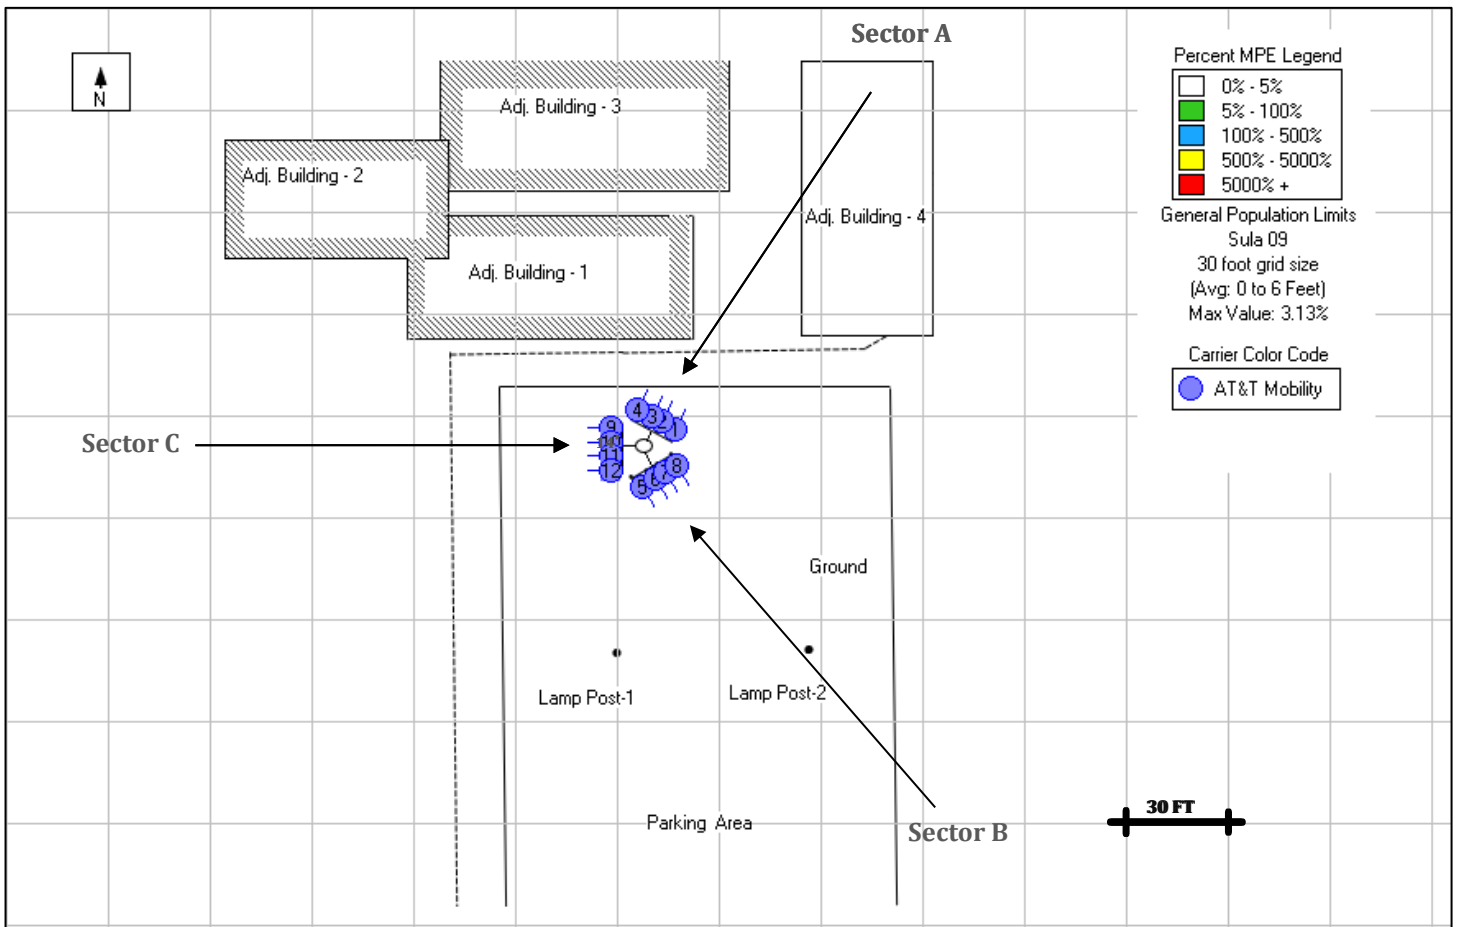 Sector A
N
Adj. Building - 3
Adj. Building - 2
Adj. Building - 4
Adj. Building - 1
Percent MPE Legend
0% - 5%
5% - 100%
100% - 500%
500% - 5000%
5000% +
General Population Limits
Sula 09
30 foot grid size
(Avg: 0 to 6 Feet)
Max Value: 3.13%
Carrier Color Code
AT&T Mobility
4
3
2
1
Sector C
9
10
11
12
8
7
6
5
Ground
Lamp Post-1
Lamp Post-2
Parking Area
30 FT
Sector B